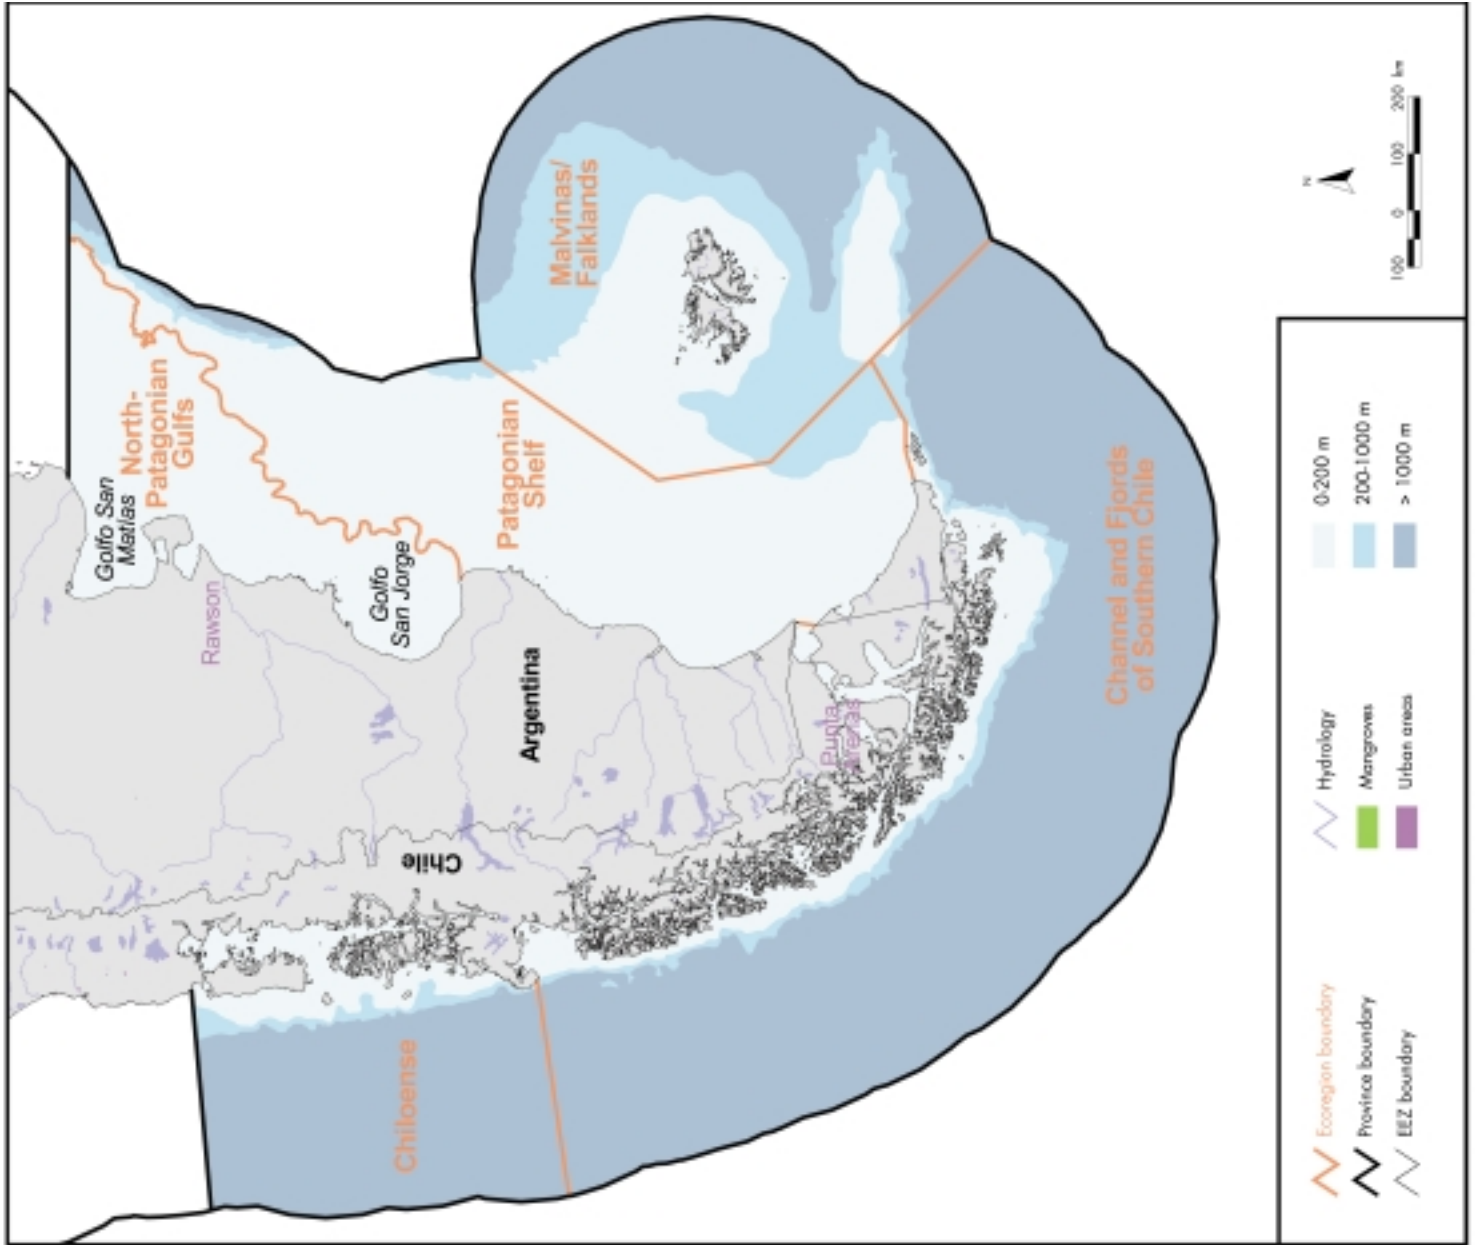 North-
Patagonian
Gulfs
Golfo San
Matías
Rawson
Golfo
San Jorge
Malvinas/
Falklands
Patagonian
Shelf
Argentina
Chile
Punta
Arenas
Chiloense
Channel and Fjords
of Southern Chile
N
100 0 100 200 km
Ecoregion boundary
Province boundary
EEZ boundary
Hydrology
Mangroves
Urban areas
0-200 m
200-1000 m
> 1000 m